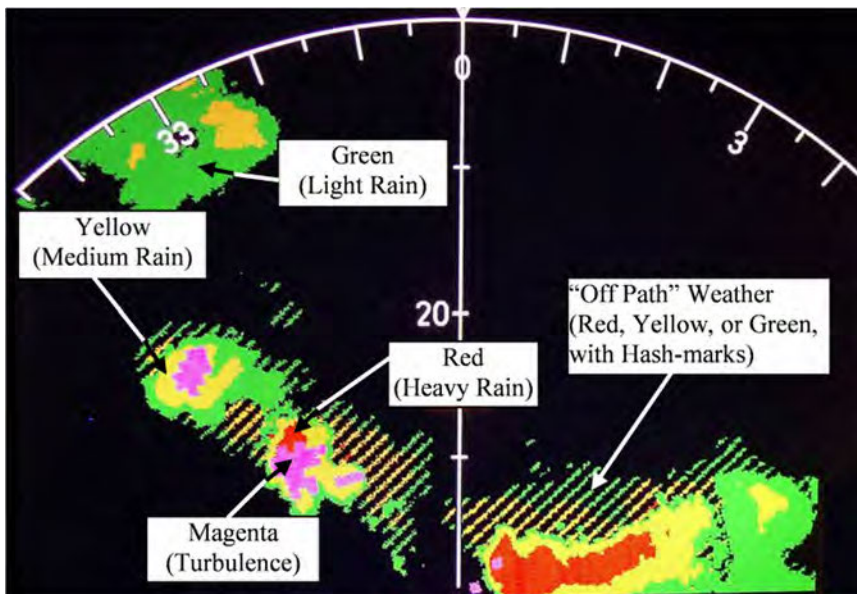 0
33
3
Green
(Light Rain)
Yellow
(Medium Rain)
20
"Off Path" Weather
(Red, Yellow, or Green,
with Hash-marks)
Red
(Heavy Rain)
Magenta
(Turbulence)